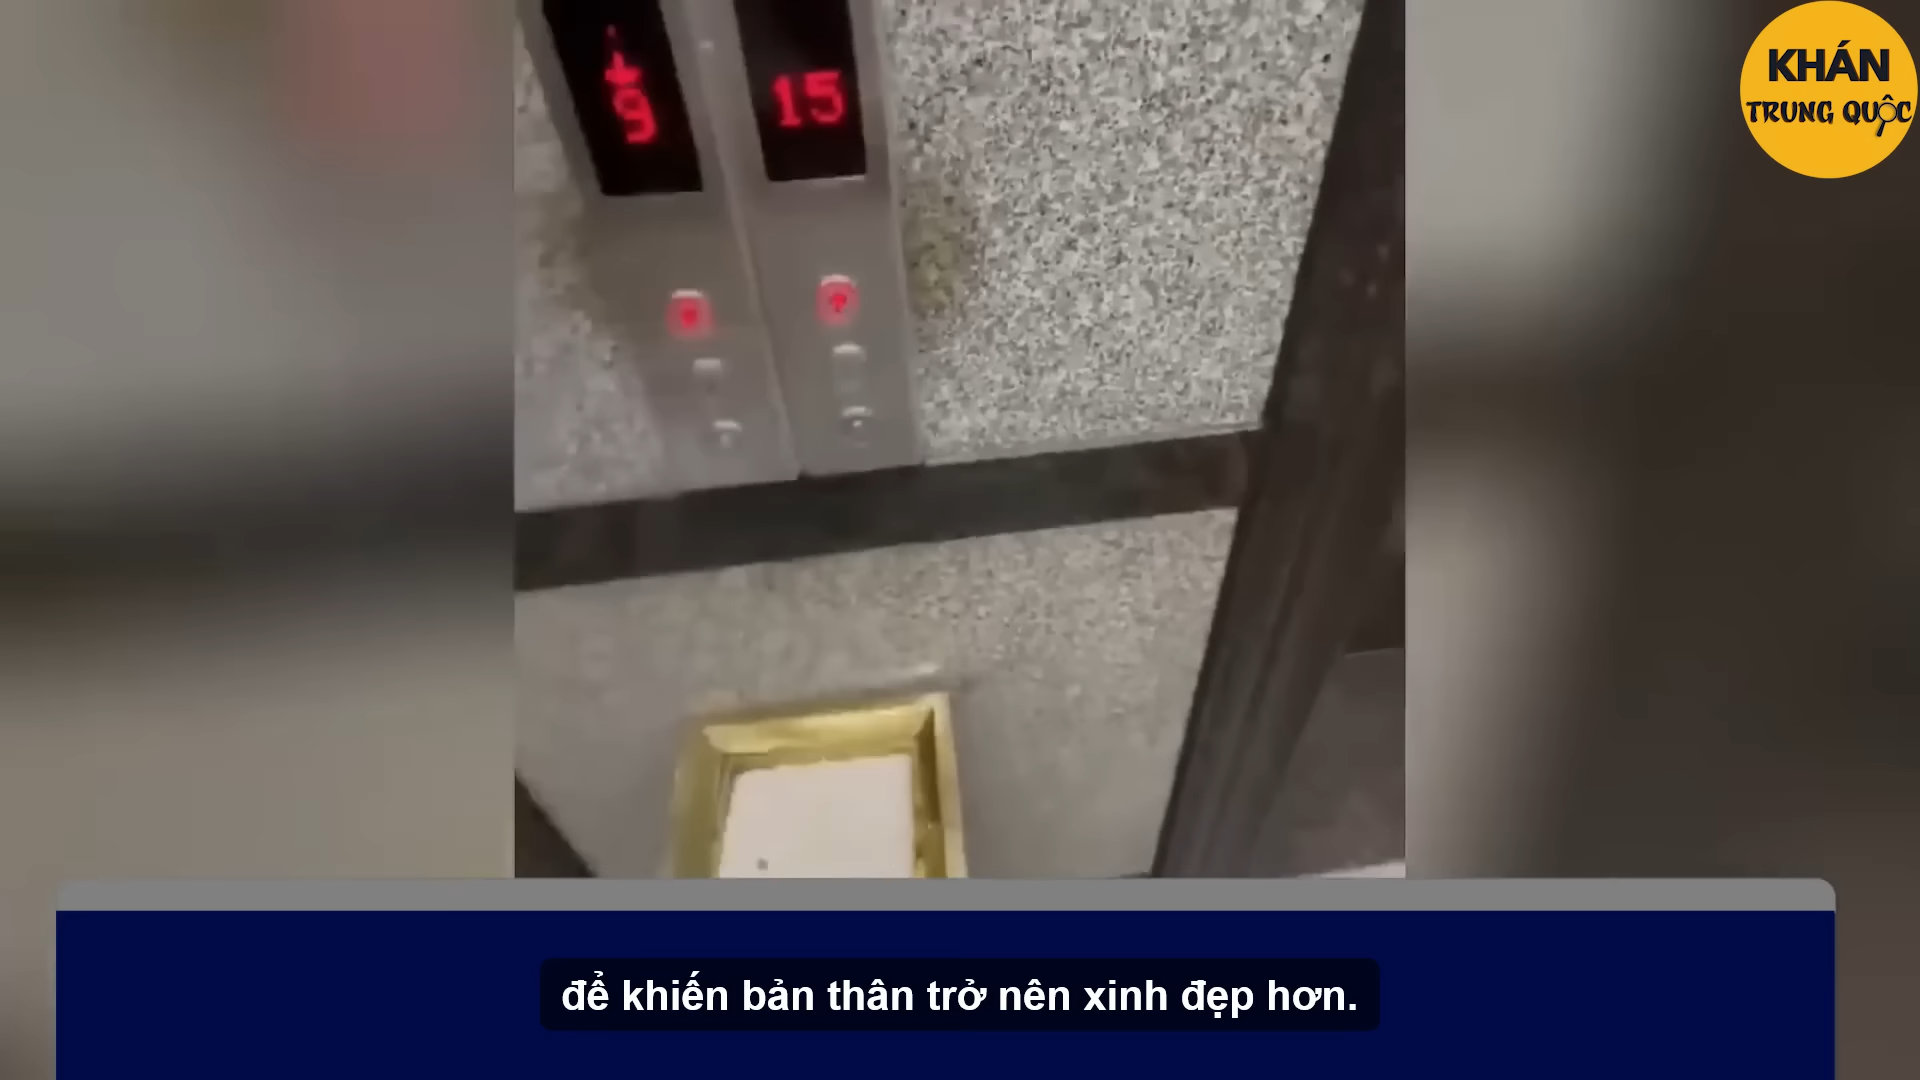 KHÁN
TRUNG QUỐC
9
15
để khiến bản thân trở nên xinh đẹp hơn.